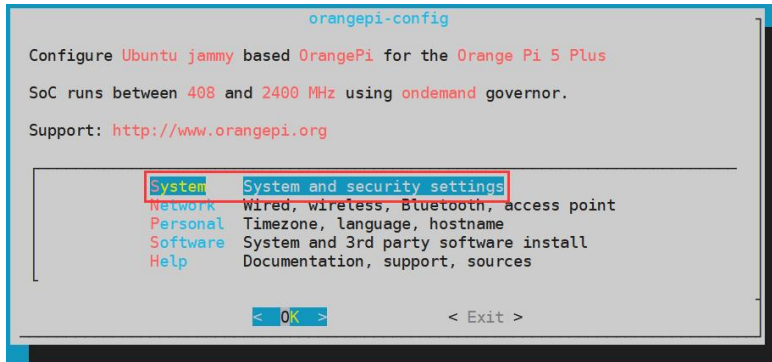 orangepi-config
Configure Ubuntu jammy based OrangePi for the Orange Pi 5 Plus
SoC runs between 408 and 2400 MHz using ondemand governor.
Support: http://www.orangepi.org
System System and security settings
Network Wired, wireless, Bluetooth, access point
Personal Timezone, language, hostname
Software System and 3rd party software install
Help Documentation, support, sources
< OK > < Exit >